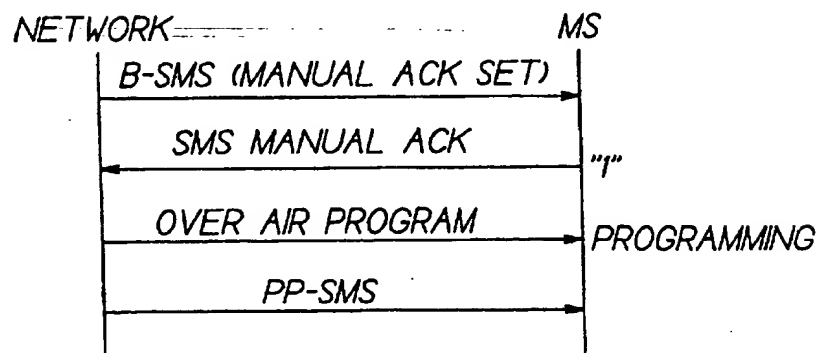 NETWORK MS
B-SMS (MANUAL ACK SET)
SMS MANUAL ACK "1"
OVER AIR PROGRAM PROGRAMMING
PP-SMS